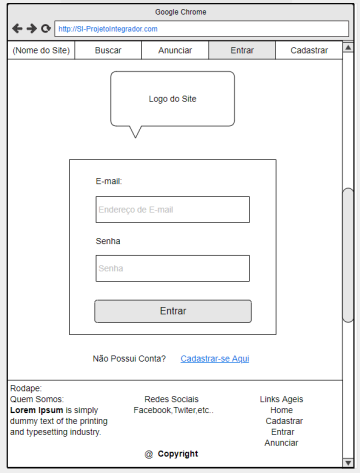 Google Chrome
http://SI-ProjetoIntegrador.com
(Nome do Site) Buscar Anunciar Entrar Cadastrar
Logo do Site
E-mail:
Endereço de E-mail
Senha
Senha
Entrar
Não Possui Conta? Cadastrar-se Aqui
Rodape:
Quem Somos:
Lorem Ipsum is simply
dummy text of the printing
and typesetting industry.
Redes Sociais
Facebook,Twiter,etc..
Links Ageis
Home
Cadastrar
Entrar
Anunciar
@ Copyright